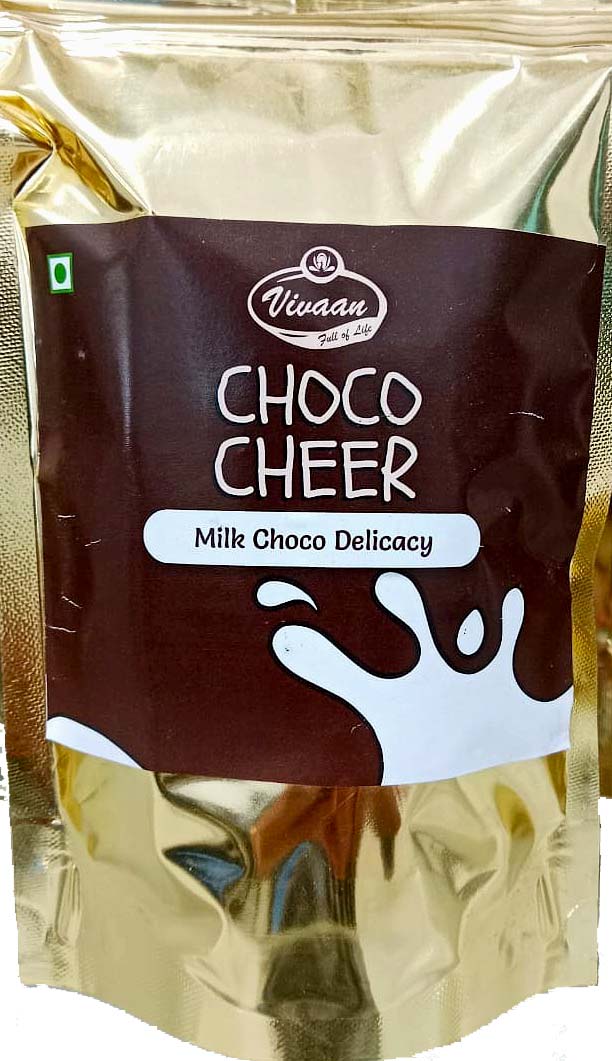 Vivaan
Full of Life
CHOCO
CHEER
Milk Choco Delicacy